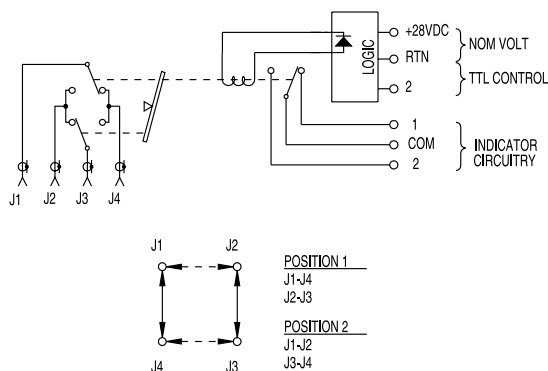 +28VDC
RTN
2
LOGIC
NOM VOLT
TTL CONTROL
1
COM
2
INDICATOR
CIRCUITRY
J1 J2 J3 J4
J1 J2
J4 J3
POSITION 1
J1-J4
J2-J3
POSITION 2
J1-J2
J3-J4